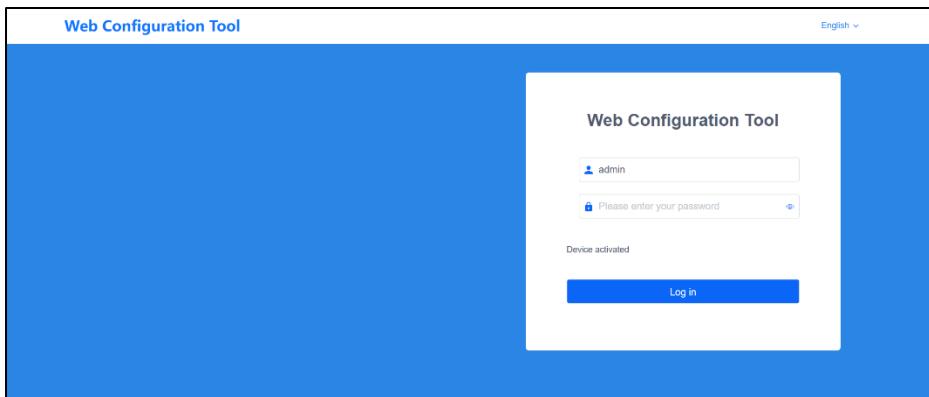 Web Configuration Tool
English
Web Configuration Tool
admin
Please enter your password
Device activated
Log in